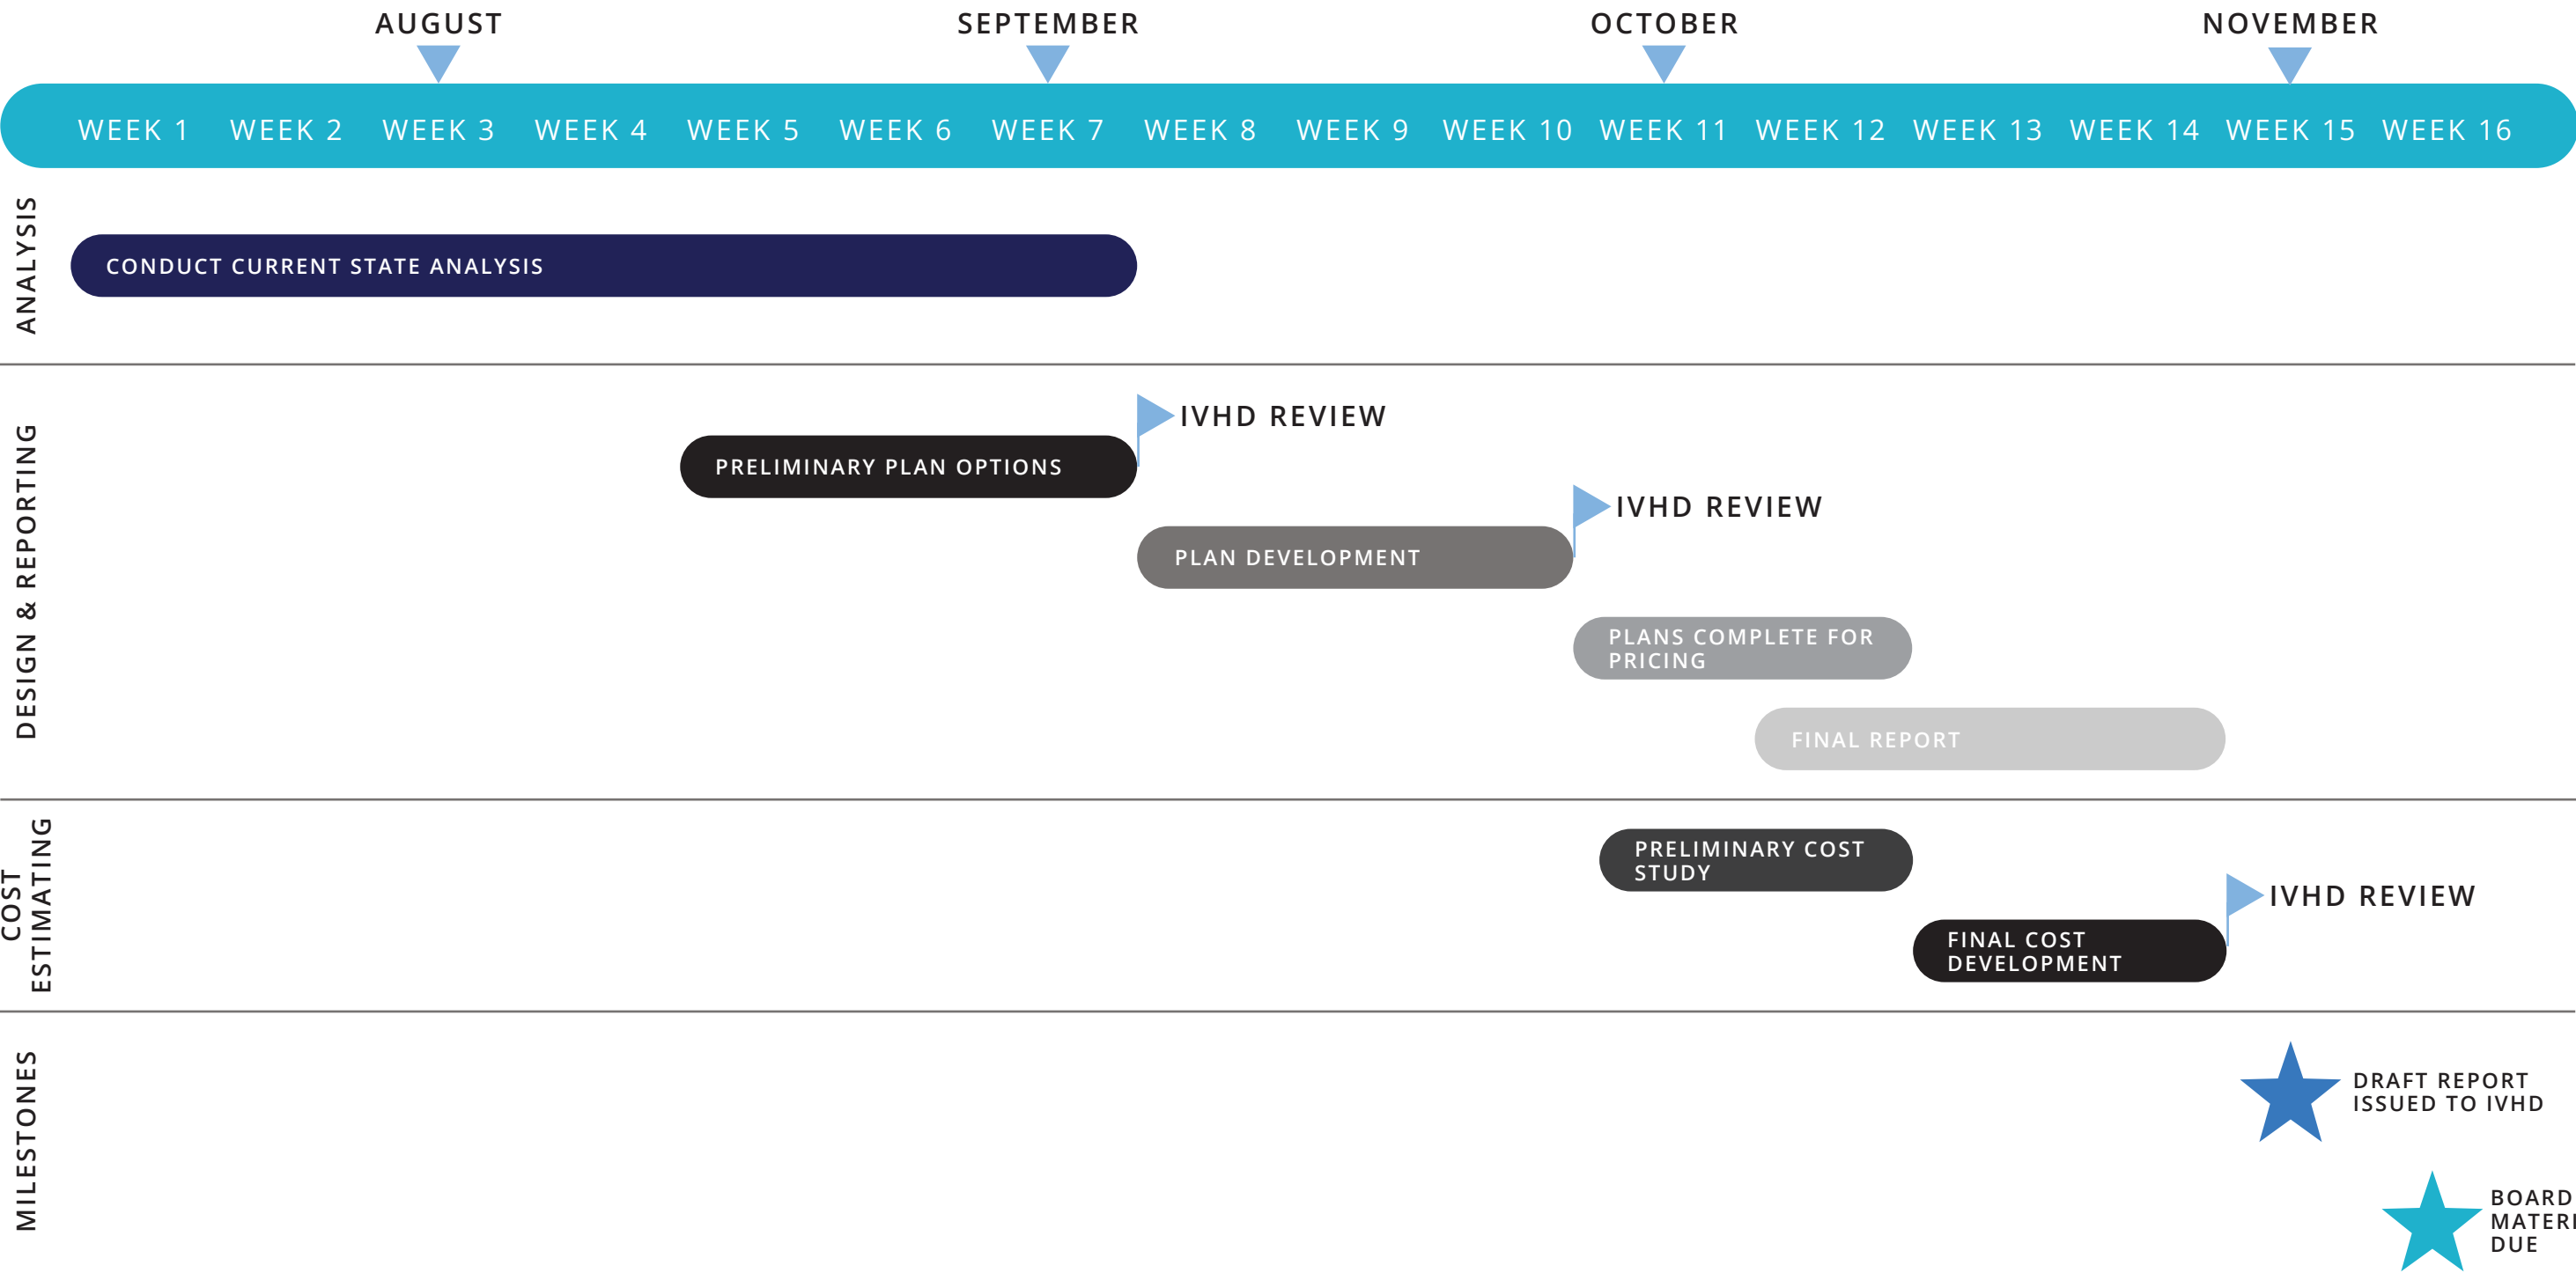 AUGUST SEPTEMBER OCTOBER NOVEMBER
WEEK 1 WEEK 2 WEEK 3 WEEK 4 WEEK 5 WEEK 6 WEEK 7 WEEK 8 WEEK 9 WEEK 10 WEEK 11 WEEK 12 WEEK 13 WEEK 14 WEEK 15 WEEK 16
ANALYSIS
CONDUCT CURRENT STATE ANALYSIS
DESIGN & REPORTING
IVHD REVIEW
PRELIMINARY PLAN OPTIONS
IVHD REVIEW
PLAN DEVELOPMENT
PLANS COMPLETE FOR
PRICING
FINAL REPORT
COST
ESTIMATING
PRELIMINARY COST
STUDY
IVHD REVIEW
FINAL COST
DEVELOPMENT
MILESTONES
DRAFT REPORT
ISSUED TO IVHD
BOARD
DUE